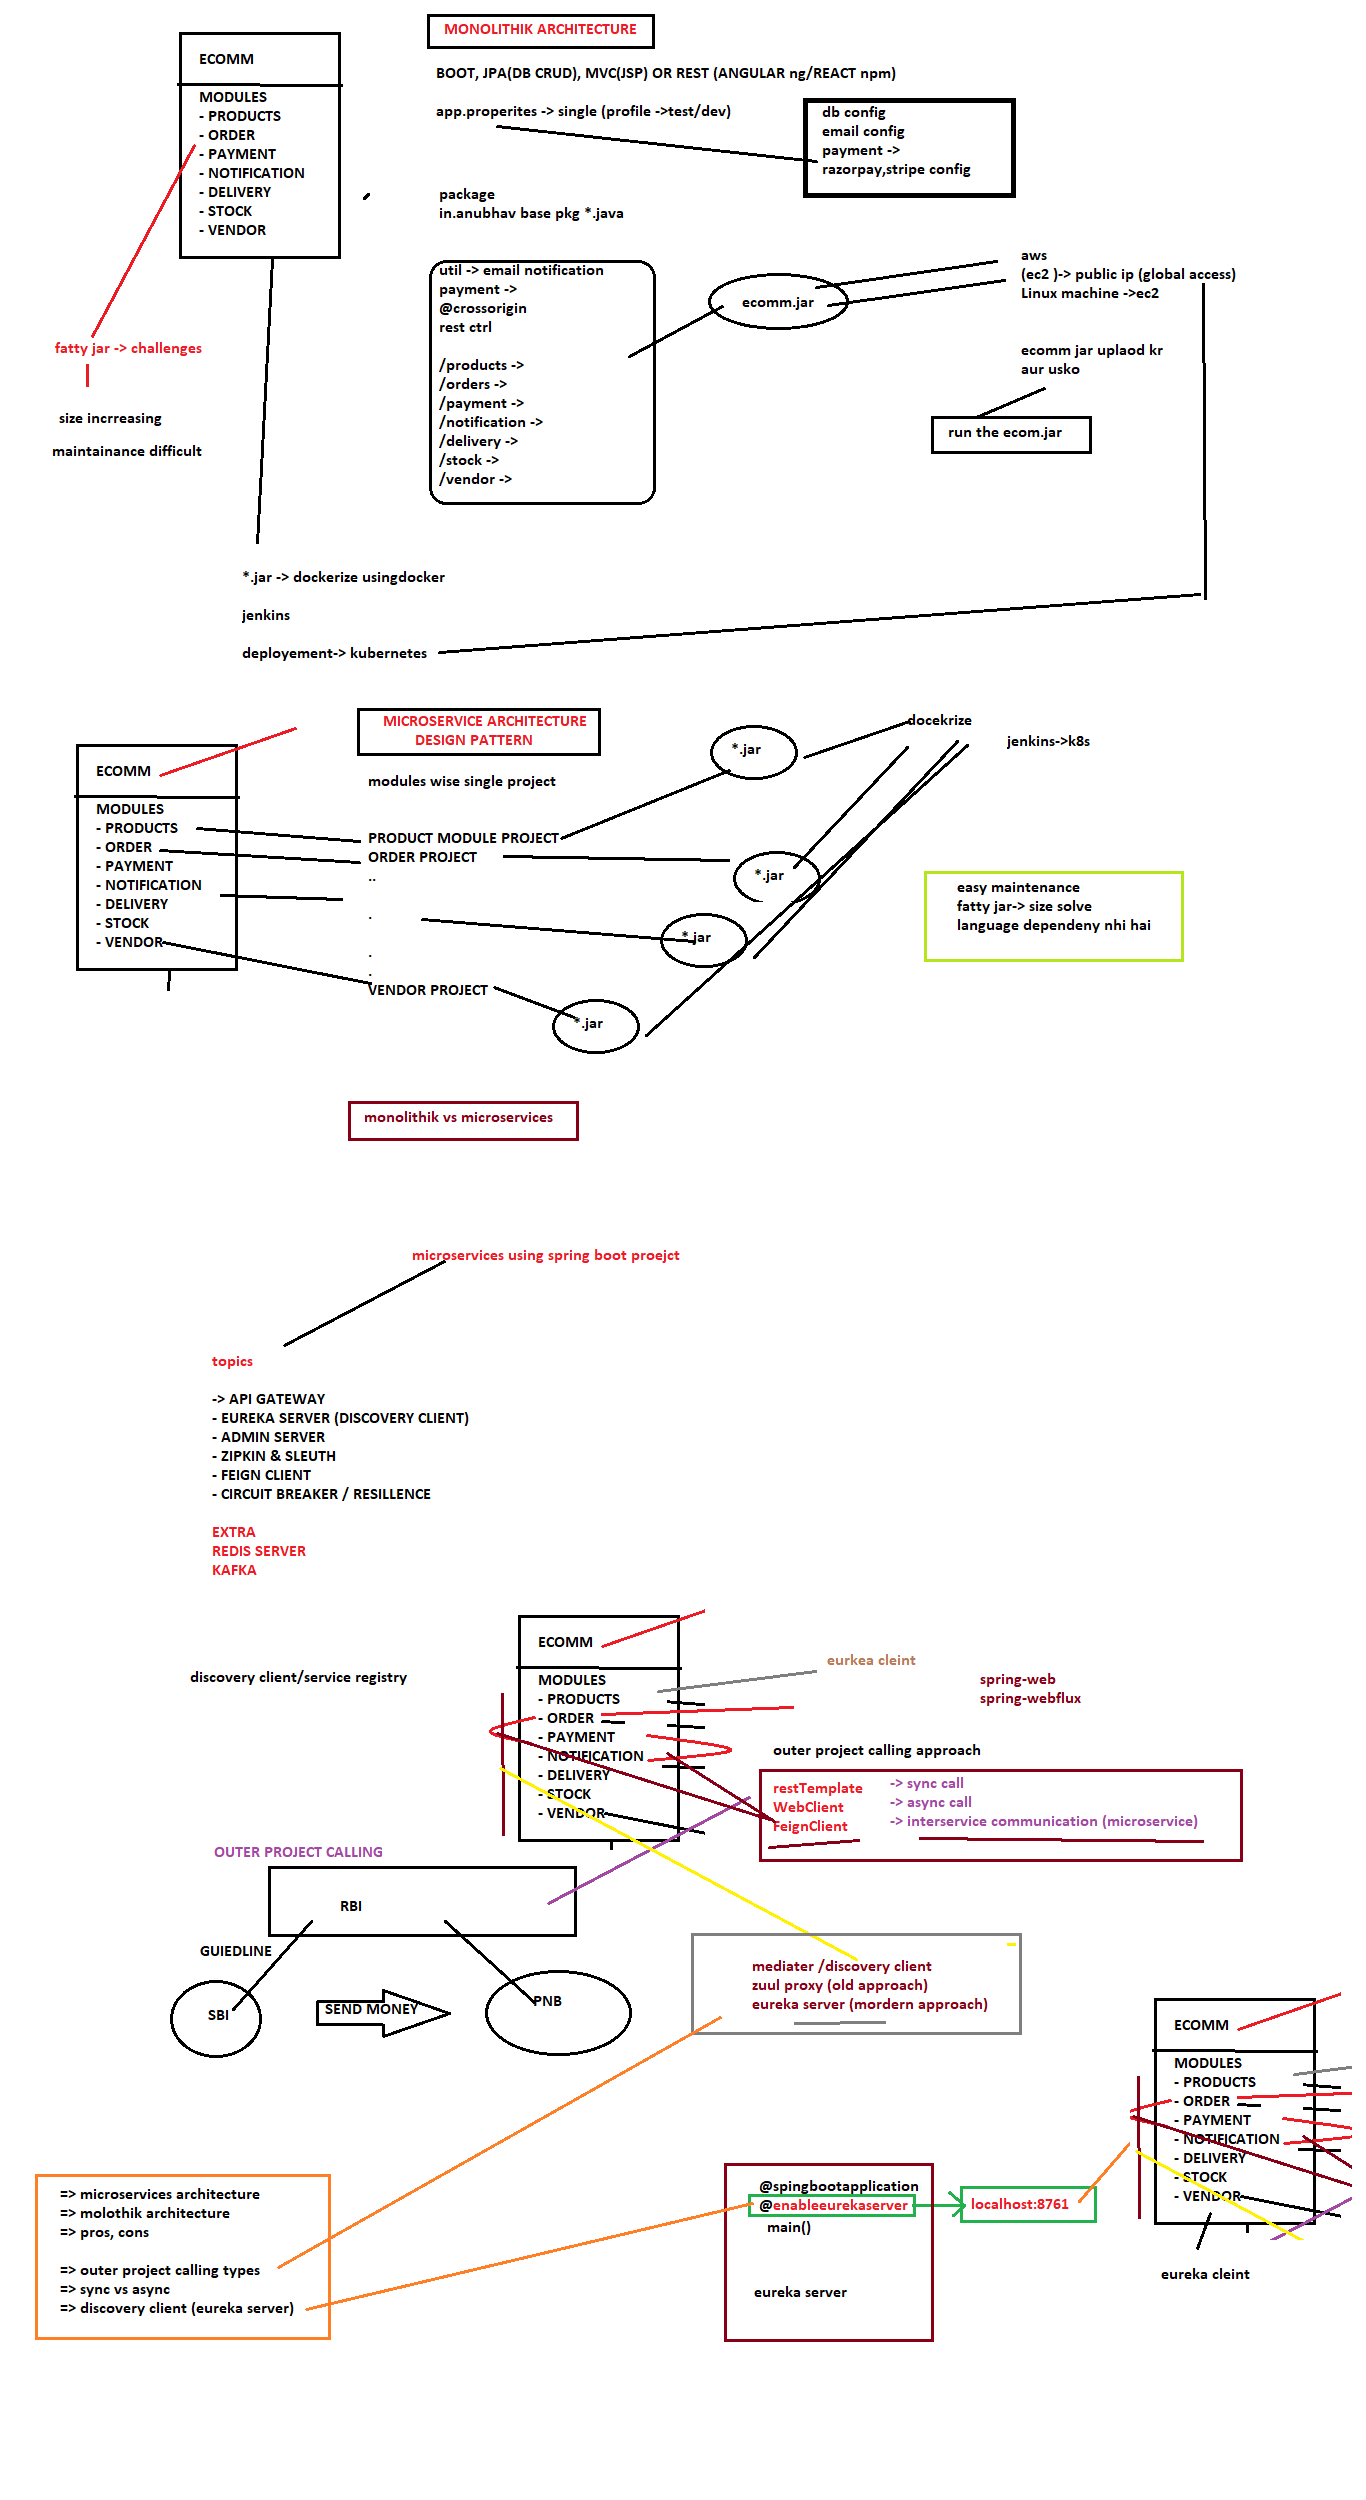 MONOLITHIK ARCHITECTURE
ECOMM
MODULES
- PRODUCTS
- ORDER
- PAYMENT
- NOTIFICATION
- DELIVERY
- STOCK
- VENDOR
BOOT, JPA(DB CRUD), MVC(JSP) OR REST (ANGULAR ng/REACT npm)
app.properites -> single (profile ->test/dev)
db config
email config
payment ->
razorpay,stripe config
package
in.anubhav base pkg *.java
util -> email notification
payment ->
@crossorigin
rest ctrl
/products ->
/orders ->
/payment ->
/notification ->
/delivery ->
/stock ->
/vendor ->
ecomm.jar
aws
(ec2 )-> public ip (global access)
Linux machine ->ec2
ecomm jar uplaod kr
aur usko
run the ecom.jar
fatty jar -> challenges
size incrreasing
maintainance difficult
*.jar -> dockerize usingdocker
jenkins
deployement-> kubernetes
MICROSERVICE ARCHITECTURE
DESIGN PATTERN
ECOMM
MODULES
- PRODUCTS
- ORDER
- PAYMENT
- NOTIFICATION
- DELIVERY
- STOCK
- VENDOR
modules wise single project
PRODUCT MODULE PROJECT
ORDER PROJECT
..
.
.
.
VENDOR PROJECT
*.jar
*.jar
*.jar
*.jar
docekrize
jenkins->k8s
easy maintenance
fatty jar-> size solve
language dependeny nhi hai
monolithik vs microservices
microservices using spring boot proejct
topics
-> API GATEWAY
- EUREKA SERVER (DISCOVERY CLIENT)
- ADMIN SERVER
- ZIPKIN & SLEUTH
- FEIGN CLIENT
- CIRCUIT BREAKER / RESILLENCE
EXTRA
REDIS SERVER
KAFKA
discovery client/service registry
ECOMM
MODULES
- PRODUCTS
- ORDER
- PAYMENT
- NOTIFICATION
- DELIVERY
- STOCK
- VENDOR
eurkea cleint
spring-web
spring-webflux
outer project calling approach
restTemplate -> sync call
WebClient -> async call
FeignClient -> interservice communication (microservice)
OUTER PROJECT CALLING
RBI
GUIEDLINE
SBI
SEND MONEY
PNB
mediater /discovery client
zuul proxy (old approach)
eureka server (mordern approach)
ECOMM
MODULES
- PRODUCTS
- ORDER
- PAYMENT
- NOTIFICATION
- DELIVERY
- STOCK
- VENDOR
eureka cleint
=> microservices architecture
=> molothik architecture
=> pros, cons
=> outer project calling types
=> sync vs async
=> discovery client (eureka server)
@spingbootapplication
@enableeurekaserver
main()
eureka server
localhost:8761